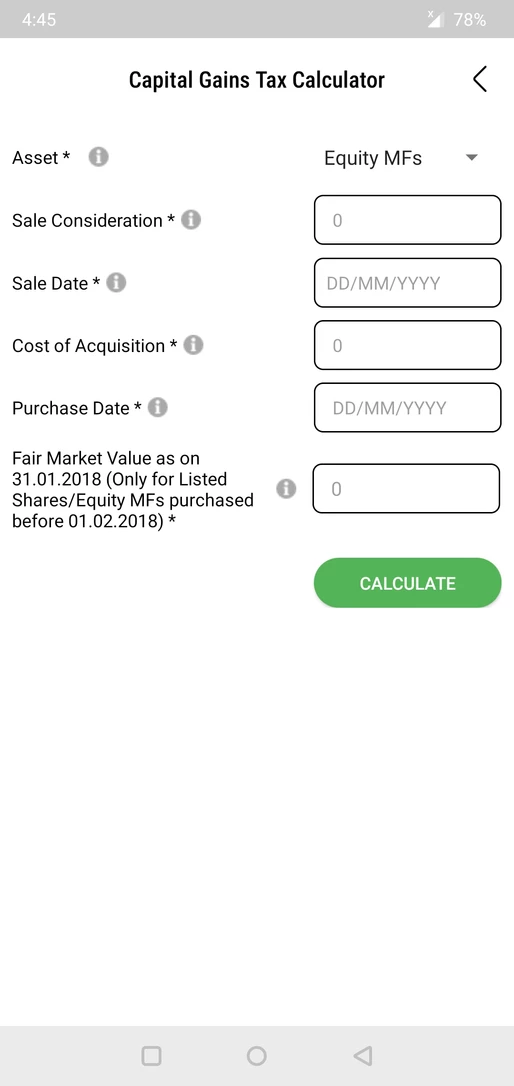 4:45 x 78%
Capital Gains Tax Calculator
Asset * Equity MFs
Sale Consideration * 0
Sale Date * DD/MM/YYYY
Cost of Acquisition * 0
Purchase Date * DD/MM/YYYY
Fair Market Value as on
31.01.2018 (Only for Listed
Shares/Equity MFs purchased
before 01.02.2018) *
0
CALCULATE